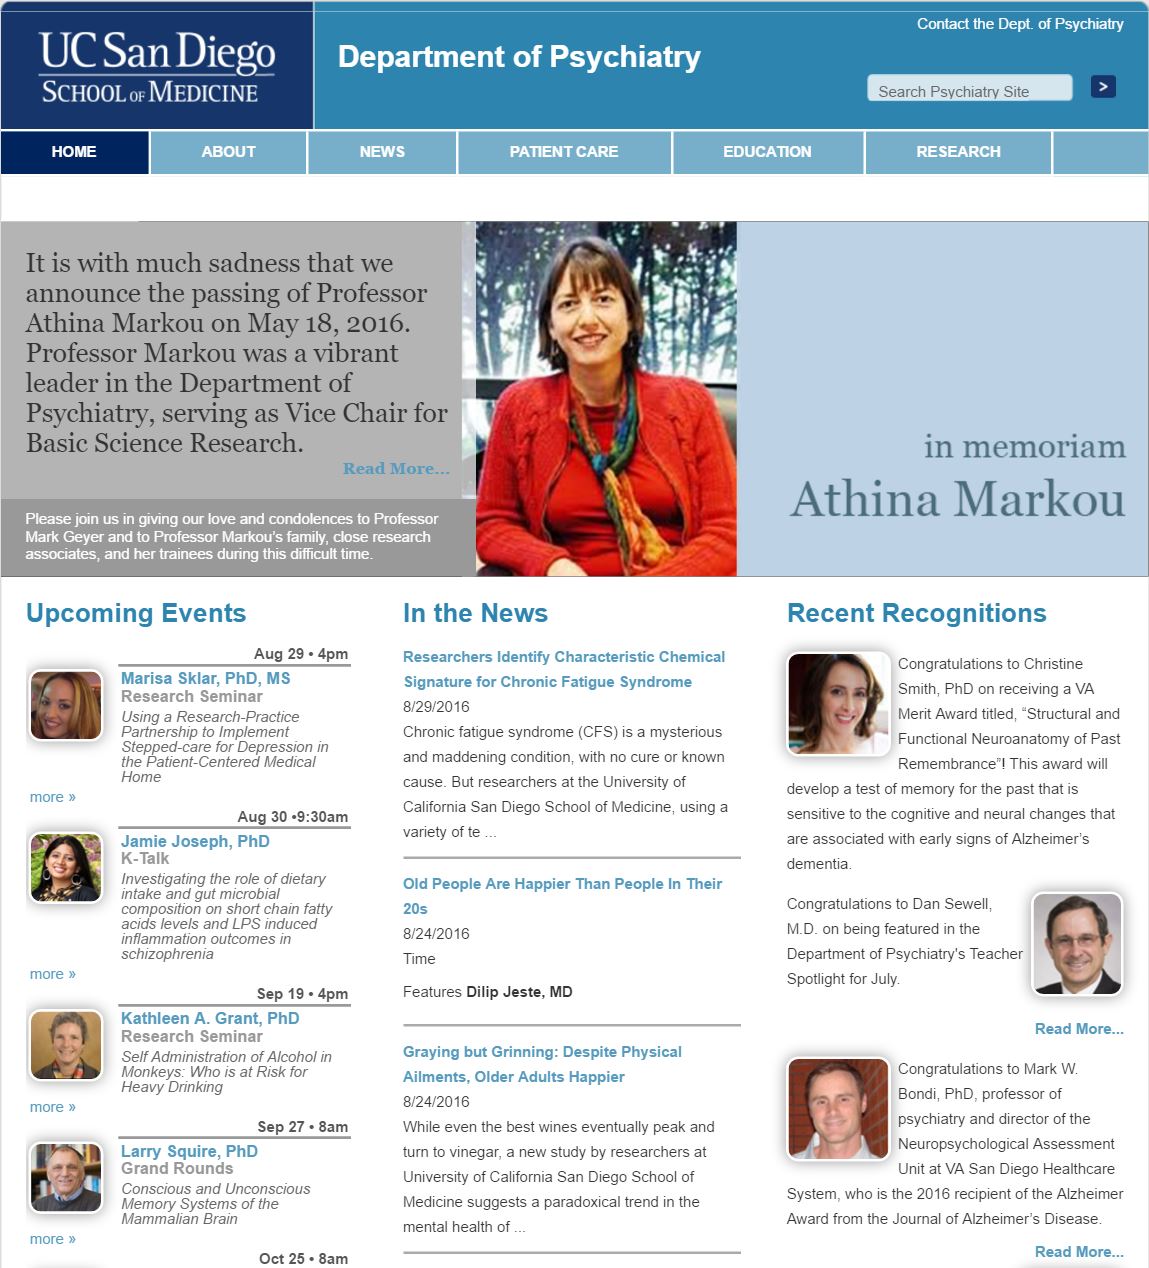 UC San Diego
SCHOOL OF MEDICINE
Department of Psychiatry
Contact the Dept. of Psychiatry
Search Psychiatry Site
>
HOME
ABOUT
NEWS
PATIENT CARE
EDUCATION
RESEARCH
It is with much sadness that we
announce the passing of Professor
Athina Markou on May 18, 2016.
Professor Markou was a vibrant
leader in the Department of
Psychiatry, serving as Vice Chair for
Basic Science Research.
Read More...
Please join us in giving our love and condolences to Professor
Mark Geyer and to Professor Markou's family, close research
associates, and her trainees during this difficult time.
in memoriam
Athina Markou
Upcoming Events
Aug 29 • 4pm
Marisa Sklar, PhD, MS
Research Seminar
Using a Research-Practice
Partnership to Implement
Stepped-care for Depression in
the Patient-Centered Medical
Home
more »
Aug 30 •9:30am
Jamie Joseph, PhD
K-Talk
Investigating the role of dietary
intake and gut microbial
composition on short chain fatty
acids levels and LPS induced
inflammation outcomes in
schizophrenia
more »
Sep 19 • 4pm
Kathleen A. Grant, PhD
Research Seminar
Self Administration of Alcohol in
Monkeys: Who is at Risk for
Heavy Drinking
more »
Sep 27 • 8am
Larry Squire, PhD
Grand Rounds
Conscious and Unconscious
Memory Systems of the
Mammalian Brain
more »
Oct 25 • 8am
In the News
Researchers Identify Characteristic Chemical
Signature for Chronic Fatigue Syndrome
8/29/2016
Chronic fatigue syndrome (CFS) is a mysterious
and maddening condition, with no cure or known
cause. But researchers at the University of
California San Diego School of Medicine, using a
variety of te ...
Old People Are Happier Than People In Their
20s
8/24/2016
Time
Features Dilip Jeste, MD
Graying but Grinning: Despite Physical
Ailments, Older Adults Happier
8/24/2016
While even the best wines eventually peak and
turn to vinegar, a new study by researchers at
University of California San Diego School of
Medicine suggests a paradoxical trend in the
mental health of ...
Recent Recognitions
Congratulations to Christine
Smith, PhD on receiving a VA
Merit Award titled, “Structural and
Functional Neuroanatomy of Past
Remembrance”! This award will
develop a test of memory for the past that is
sensitive to the cognitive and neural changes that
are associated with early signs of Alzheimer’s
dementia.
Congratulations to Dan Sewell,
M.D. on being featured in the
Department of Psychiatry's Teacher
Spotlight for July.
Read More...
Congratulations to Mark W.
Bondi, PhD, professor of
psychiatry and director of the
Neuropsychological Assessment
Unit at VA San Diego Healthcare
System, who is the 2016 recipient of the Alzheimer
Award from the Journal of Alzheimer’s Disease.
Read More...